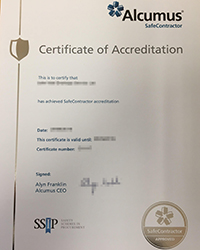 Alcumus®
SafeContractor
Certificate of Accreditation
This is to certify that
has achieved SafeContractor accreditation
Date:
This certificate is valid until:
Certificate number:
Signed:
Alyn Franklin
Alcumus CEO
SSIP
SafeContractor
APPROVED